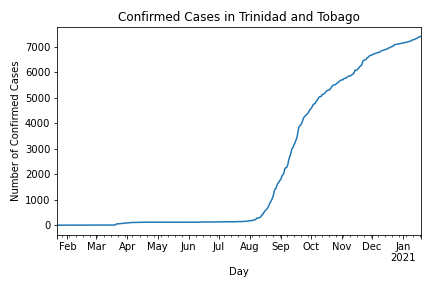 Confirmed Cases in Trinidad and Tobago
Number of Confirmed Cases
7000
6000
5000
4000
3000
2000
1000
0
Feb Mar Apr May Jun Jul Aug Sep Oct Nov Dec Jan
2021
Day